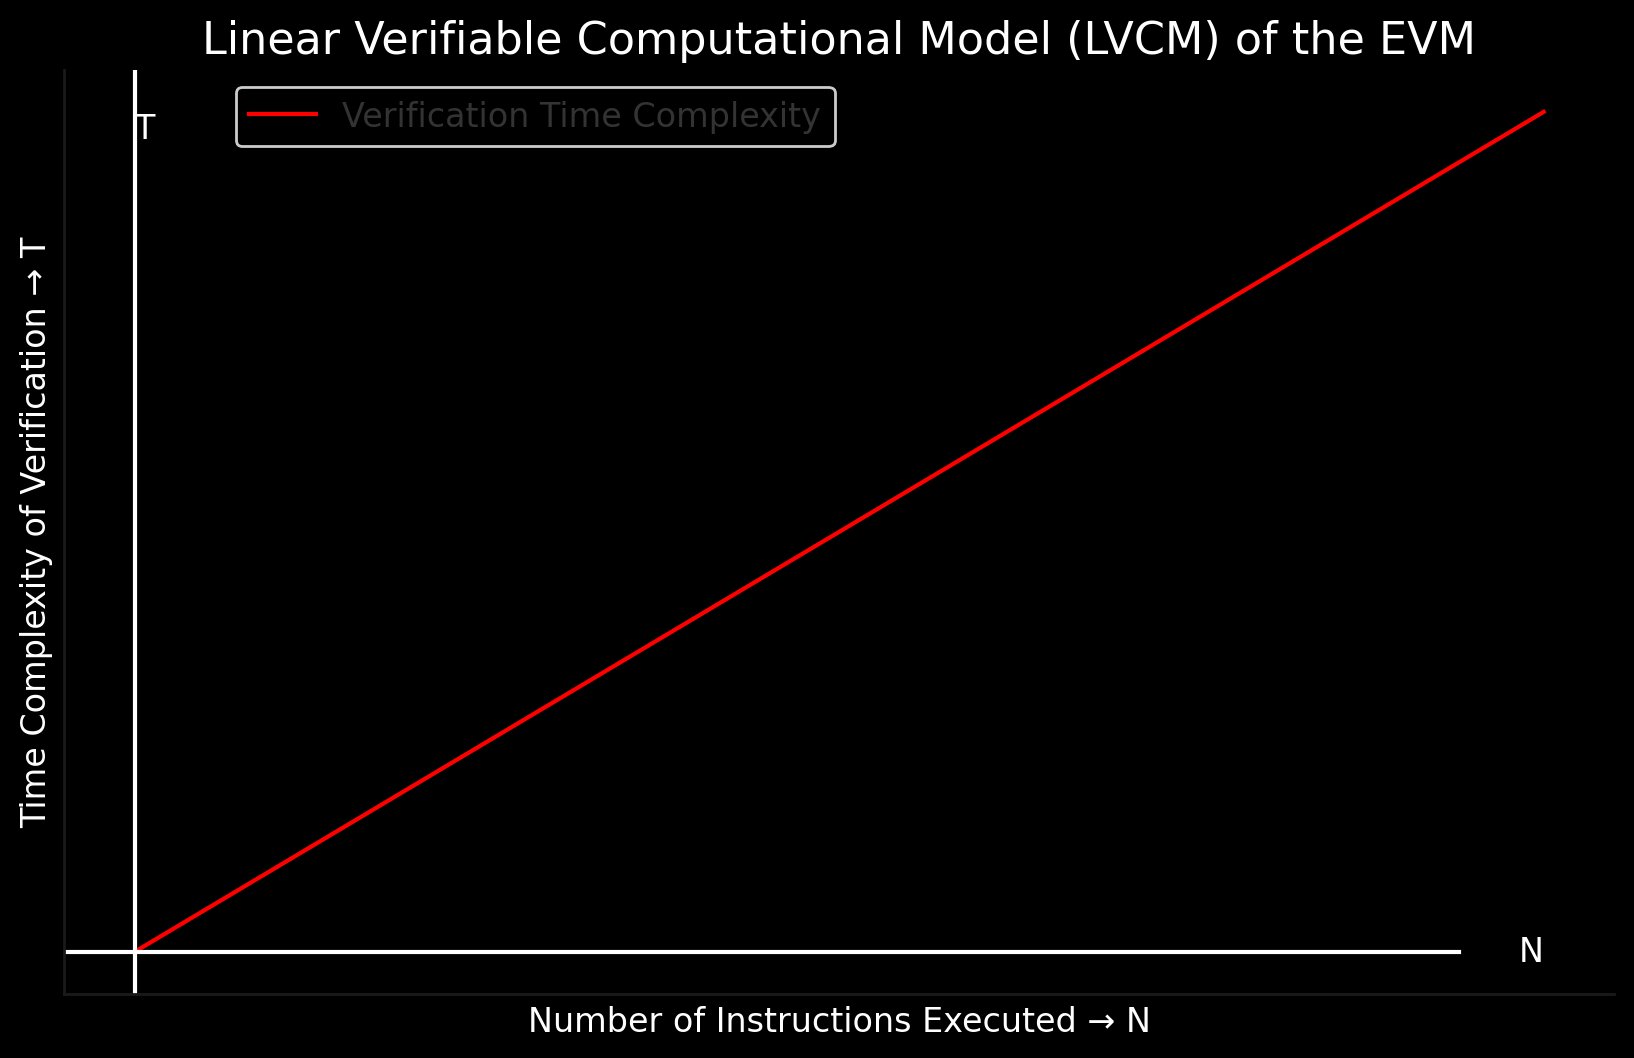 Linear Verifiable Computational Model (LVCM) of the EVM
T
Verification Time Complexity
Time Complexity of Verification → T
N
Number of Instructions Executed → N